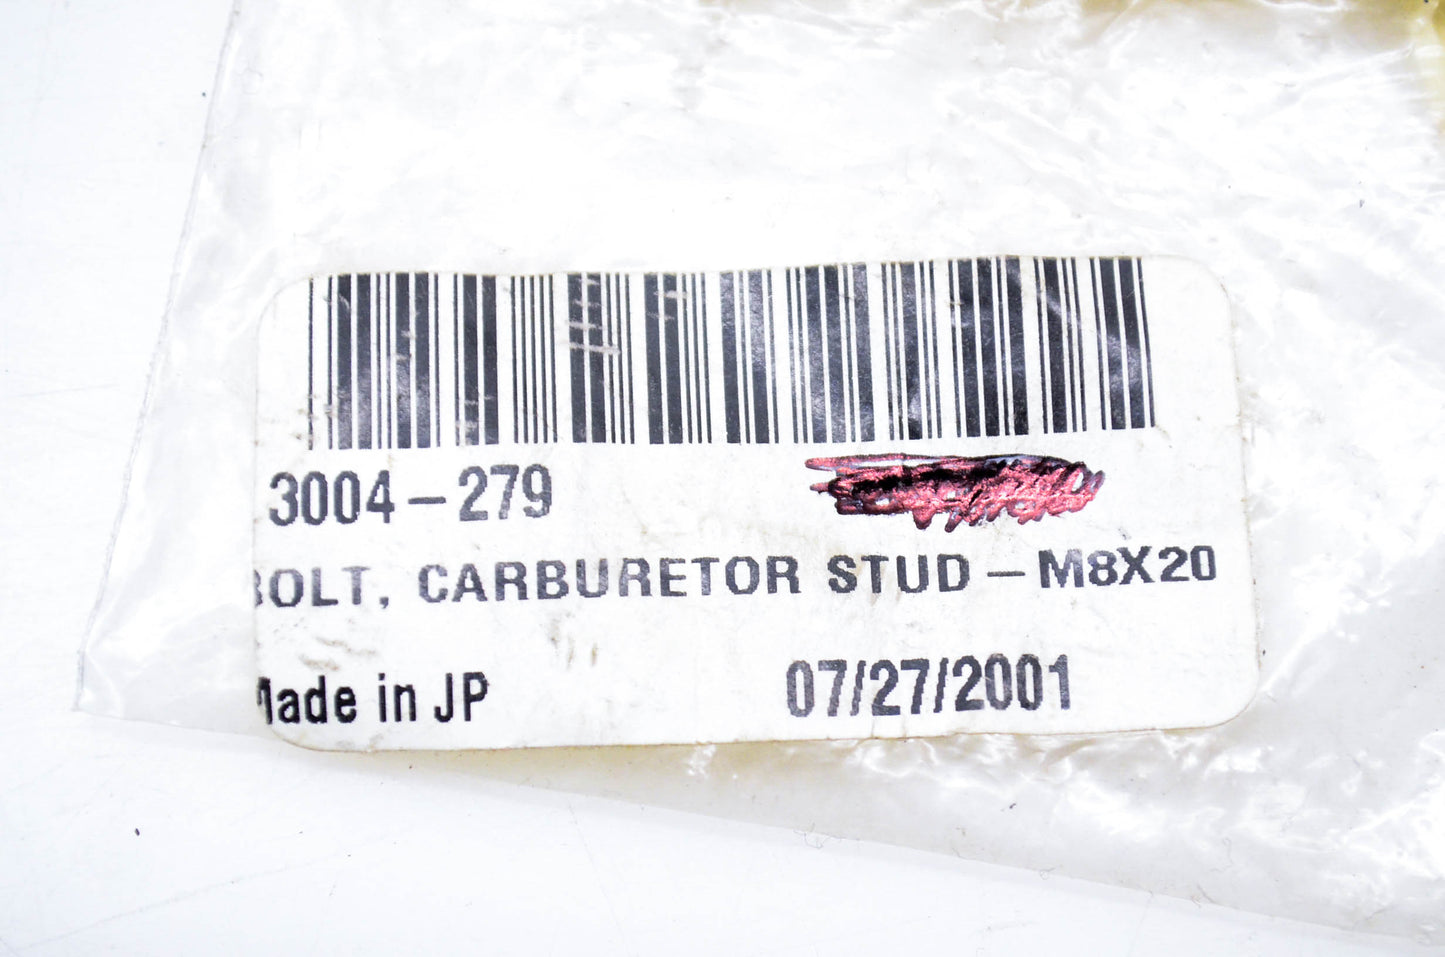 3004-279
BOLT, CARBURETOR STUD-M8X20
Made in JP 07/27/2001